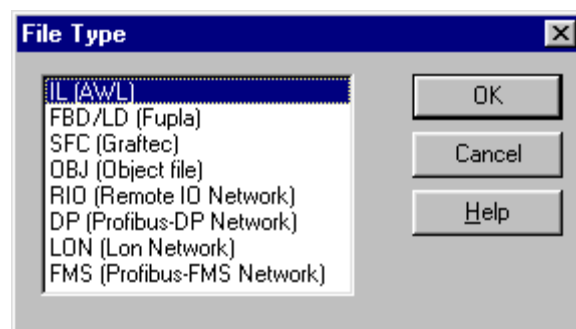 File Type
IL (AWL)
FBD/LD (Fupla)
SFC (Graftec)
OBJ (Object file)
RIO (Remote IO Network)
DP (Profibus-DP Network)
LON (Lon Network)
FMS (Profibus-FMS Network)
OK
Cancel
Help